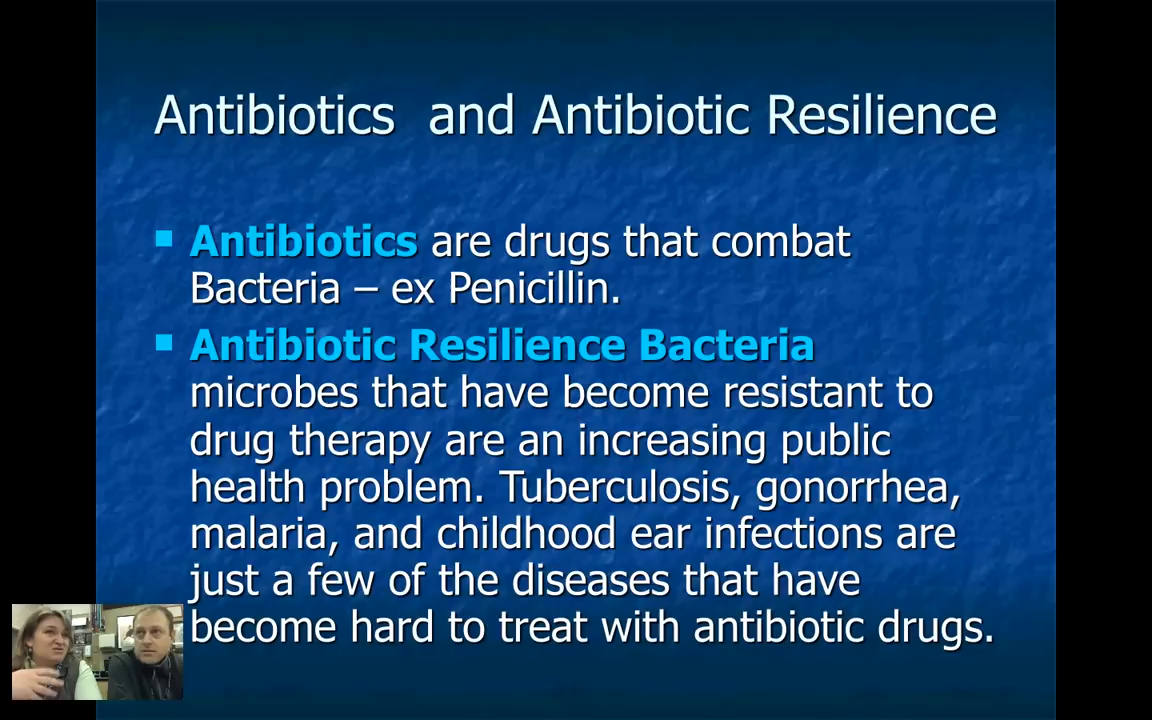 Antibiotics and Antibiotic Resilience
Antibiotics are drugs that combat
Bacteria – ex Penicillin.
Antibiotic Resilience Bacteria
microbes that have become resistant to
drug therapy are an increasing public
health problem. Tuberculosis, gonorrhea,
malaria, and childhood ear infections are
just a few of the diseases that have
become hard to treat with antibiotic drugs.